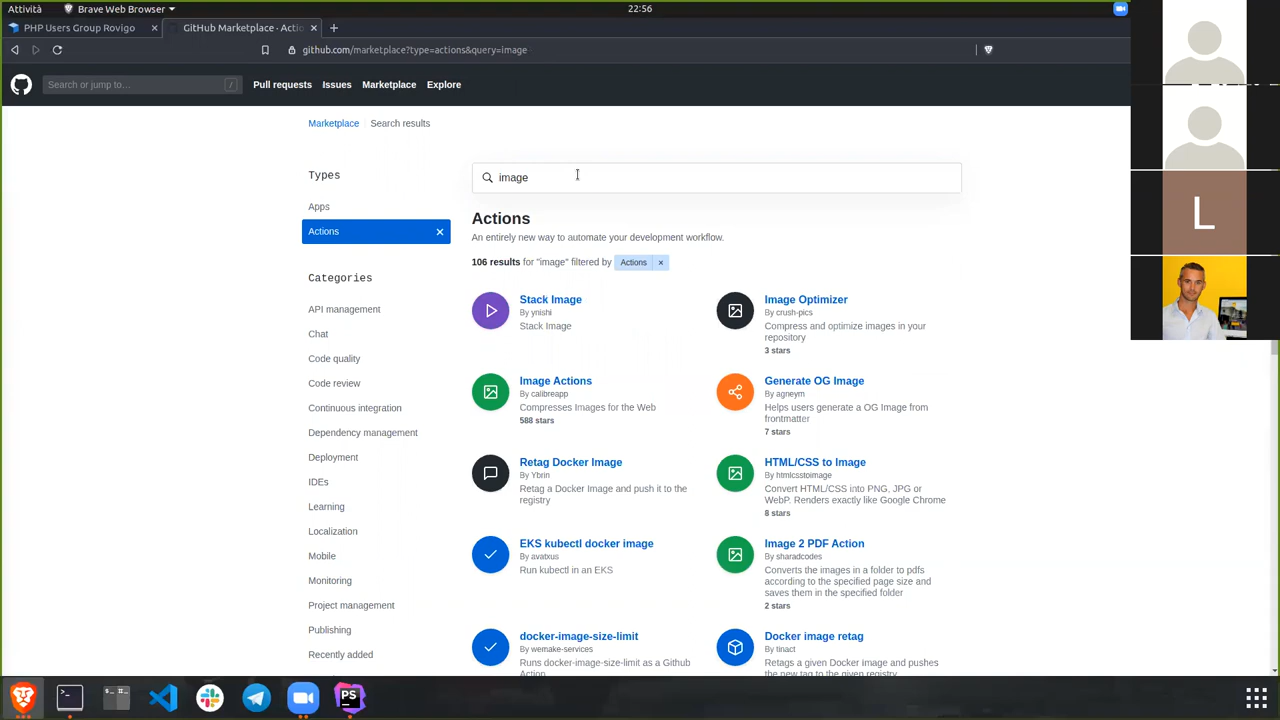 Attività
Brave Web Browser
22:56
PHP Users Group Rovigo
GitHub Marketplace · Actio
github.com/marketplace?type=actions&query=image
Search or jump to…
/
Pull requests
Issues
Marketplace
Explore
Marketplace
Search results
Types
Apps
Actions
Categories
API management
Chat
Code quality
Code review
Continuous integration
Dependency management
Deployment
IDEs
Learning
Localization
Mobile
Monitoring
Project management
Publishing
Recently added
image
Actions
An entirely new way to automate your development workflow.
106 results for "image" filtered by Actions ×
Stack Image
By ynishi
Stack Image
Image Optimizer
By crush-pics
Compress and optimize images in your
repository
3 stars
Image Actions
By calibreapp
Compresses Images for the Web
588 stars
Generate OG Image
By agneym
Helps users generate a OG Image from
frontmatter
7 stars
Retag Docker Image
By Ybrin
Retag a Docker Image and push it to the
registry
HTML/CSS to Image
By htmlcsstoimage
Convert HTML/CSS into PNG, JPG or
WebP. Renders exactly like Google Chrome
8 stars
EKS kubectl docker image
By avatxus
Run kubectl in an EKS
Image 2 PDF Action
By sharadcodes
Converts the images in a folder to pdfs
according to the specified page size and
saves them in the specified folder
2 stars
docker-image-size-limit
By wemake-services
Runs docker-image-size-limit as a Github
Action
Docker image retag
By tinact
Retags a given Docker image and pushes
the new tag to the given registry
L
PS